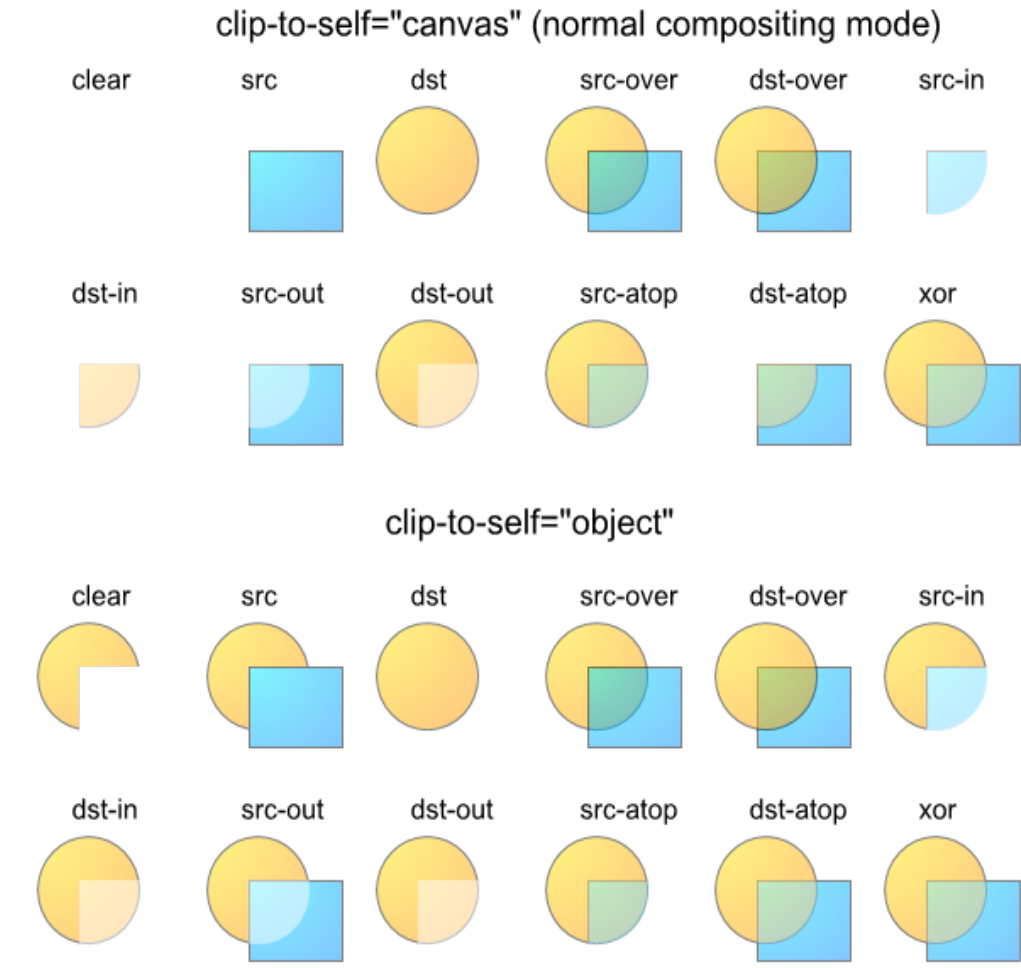 clip-to-self="canvas" (normal compositing mode)
clear src dst src-over dst-over src-in
dst-in src-out dst-out src-atop dst-atop xor
clip-to-self="object"
clear src dst src-over dst-over src-in
dst-in src-out dst-out src-atop dst-atop xor